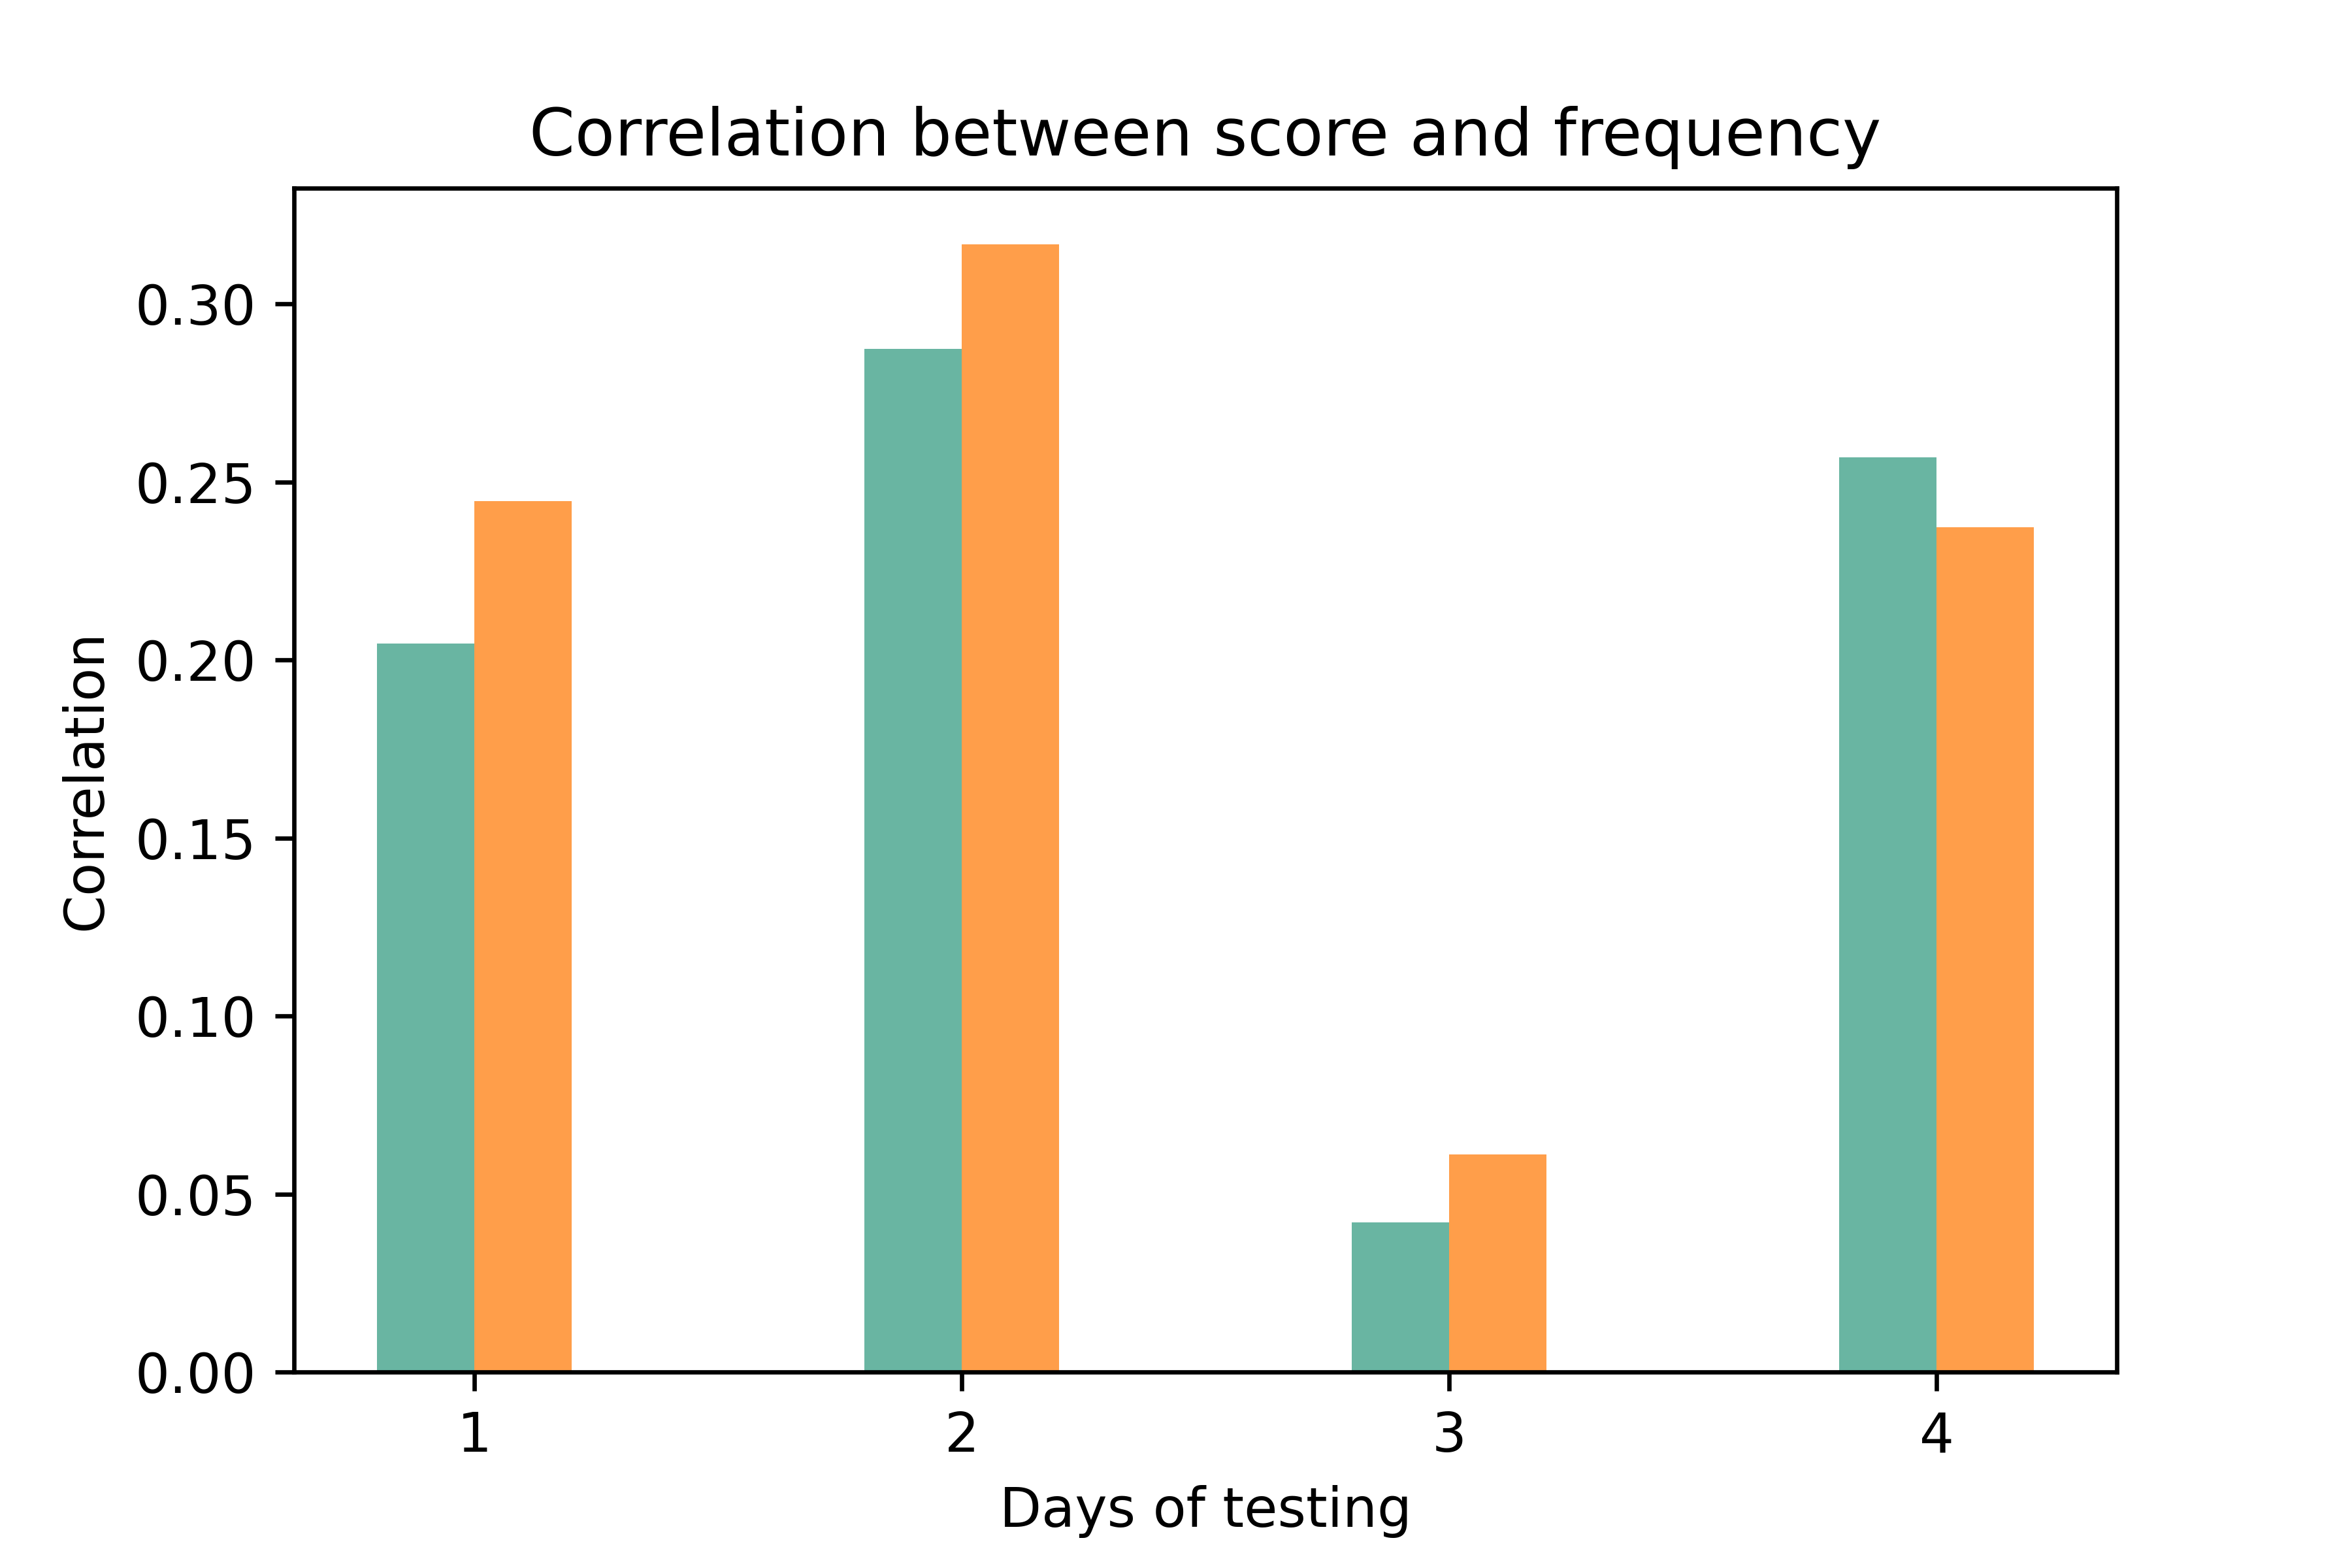 Correlation between score and frequency
Correlation
0.30
0.25
0.20
0.15
0.10
0.05
0.00
1 2 3 4
Days of testing